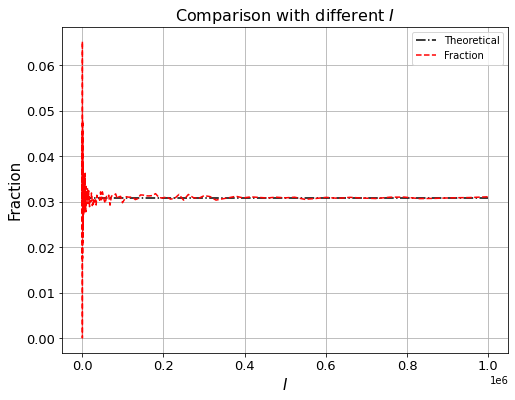 Comparison with different I
Theoretical
Fraction
Fraction
0.06
0.05
0.04
0.03
0.02
0.01
0.00
0.0 0.2 0.4 0.6 0.8 1.0
1e6
I